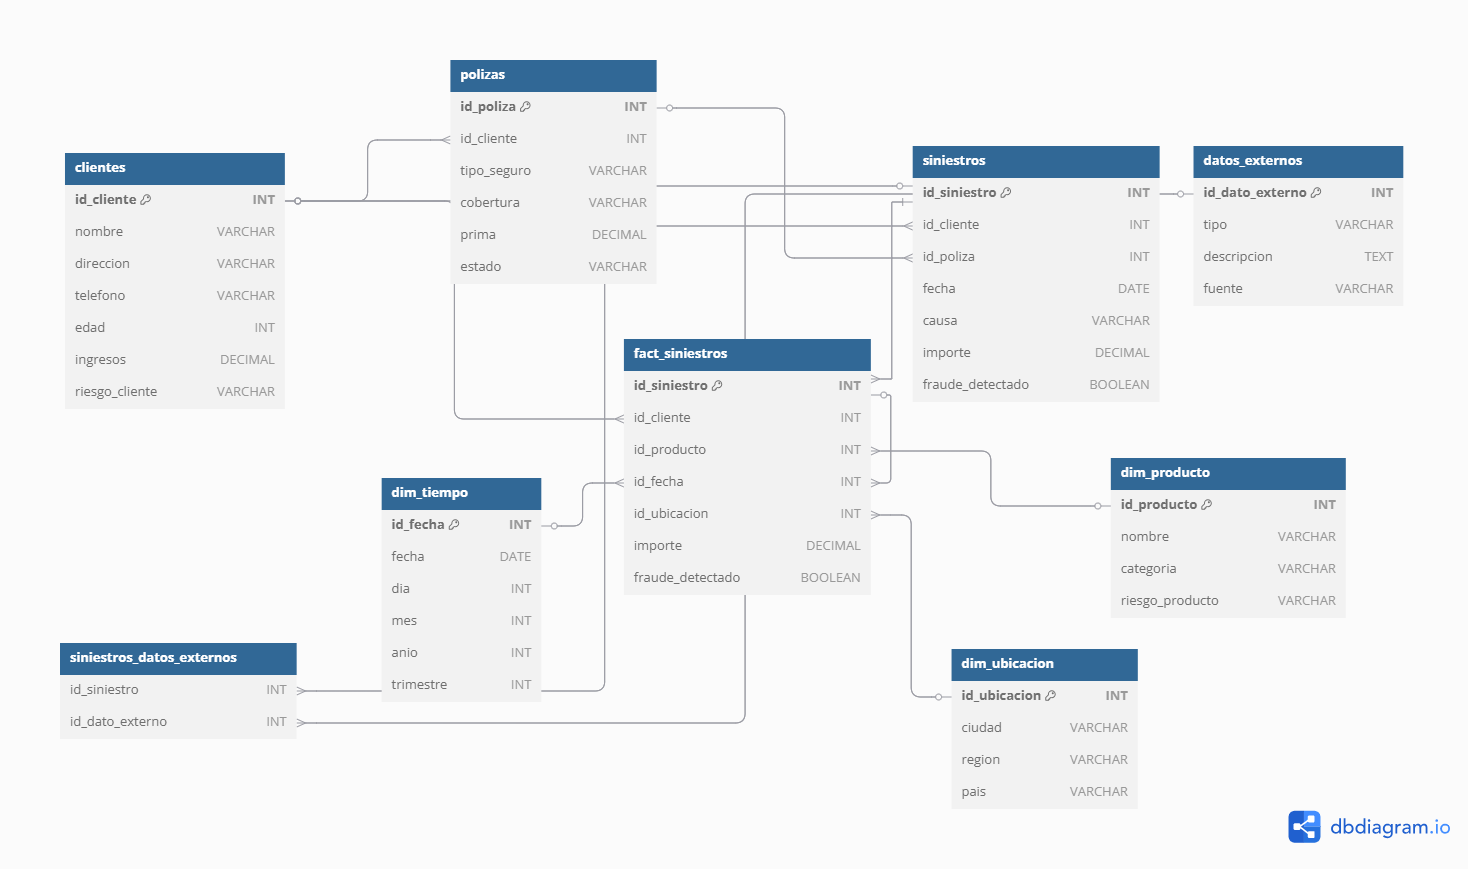 polizas
id_poliza INT
id_cliente INT
tipo_seguro VARCHAR
cobertura VARCHAR
prima DECIMAL
estado VARCHAR
clientes
id_cliente INT
nombre VARCHAR
direccion VARCHAR
telefono VARCHAR
edad INT
ingresos DECIMAL
riesgo_cliente VARCHAR
siniestros
id_siniestro INT
id_cliente INT
id_poliza INT
fecha DATE
causa VARCHAR
importe DECIMAL
fraude_detectado BOOLEAN
datos_externos
id_dato_externo INT
tipo VARCHAR
descripcion TEXT
fuente VARCHAR
fact_siniestros
id_siniestro INT
id_cliente INT
id_producto INT
id_fecha INT
id_ubicacion INT
importe DECIMAL
fraude_detectado BOOLEAN
dim_tiempo
id_fecha INT
fecha DATE
dia INT
mes INT
anio INT
trimestre INT
dim_producto
id_producto INT
nombre VARCHAR
categoria VARCHAR
riesgo_producto VARCHAR
siniestros_datos_externos
id_siniestro INT
id_dato_externo INT
dim_ubicacion
id_ubicacion INT
ciudad VARCHAR
region VARCHAR
pais VARCHAR
dbdiagram.io